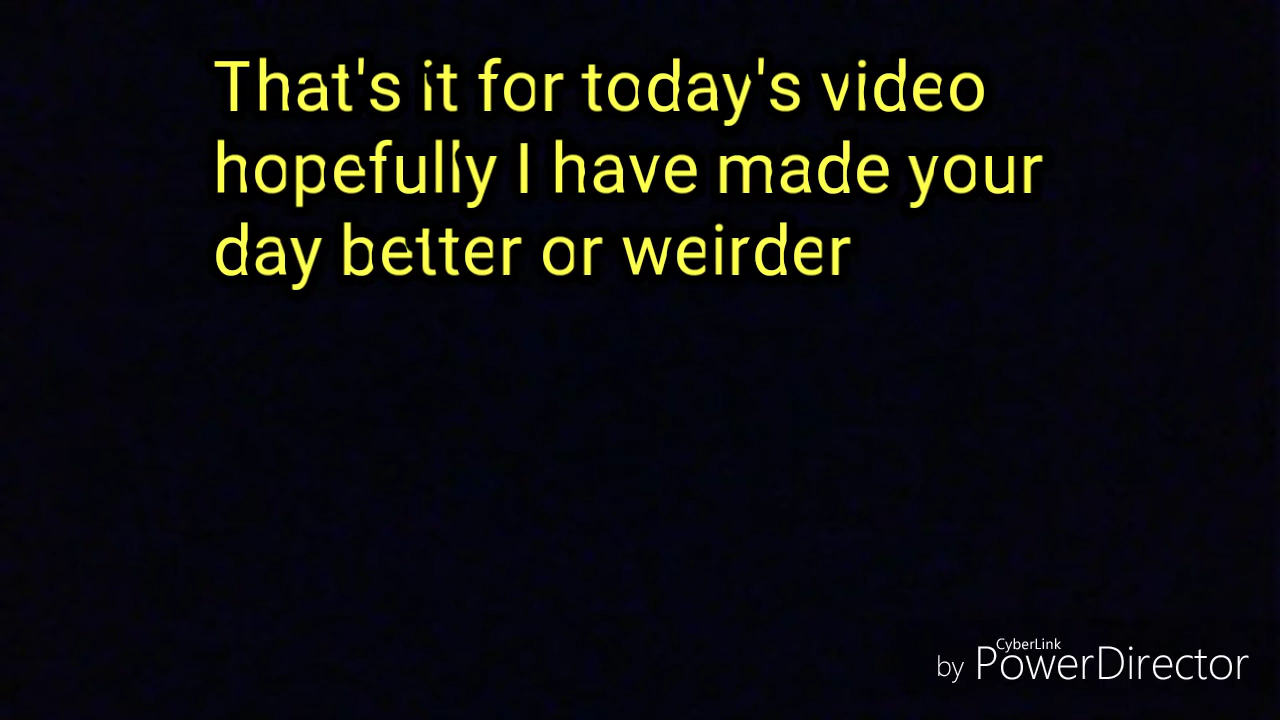 That's it for today's video
hopefully I have made your
day better or weirder
CyberLink
by PowerDirector